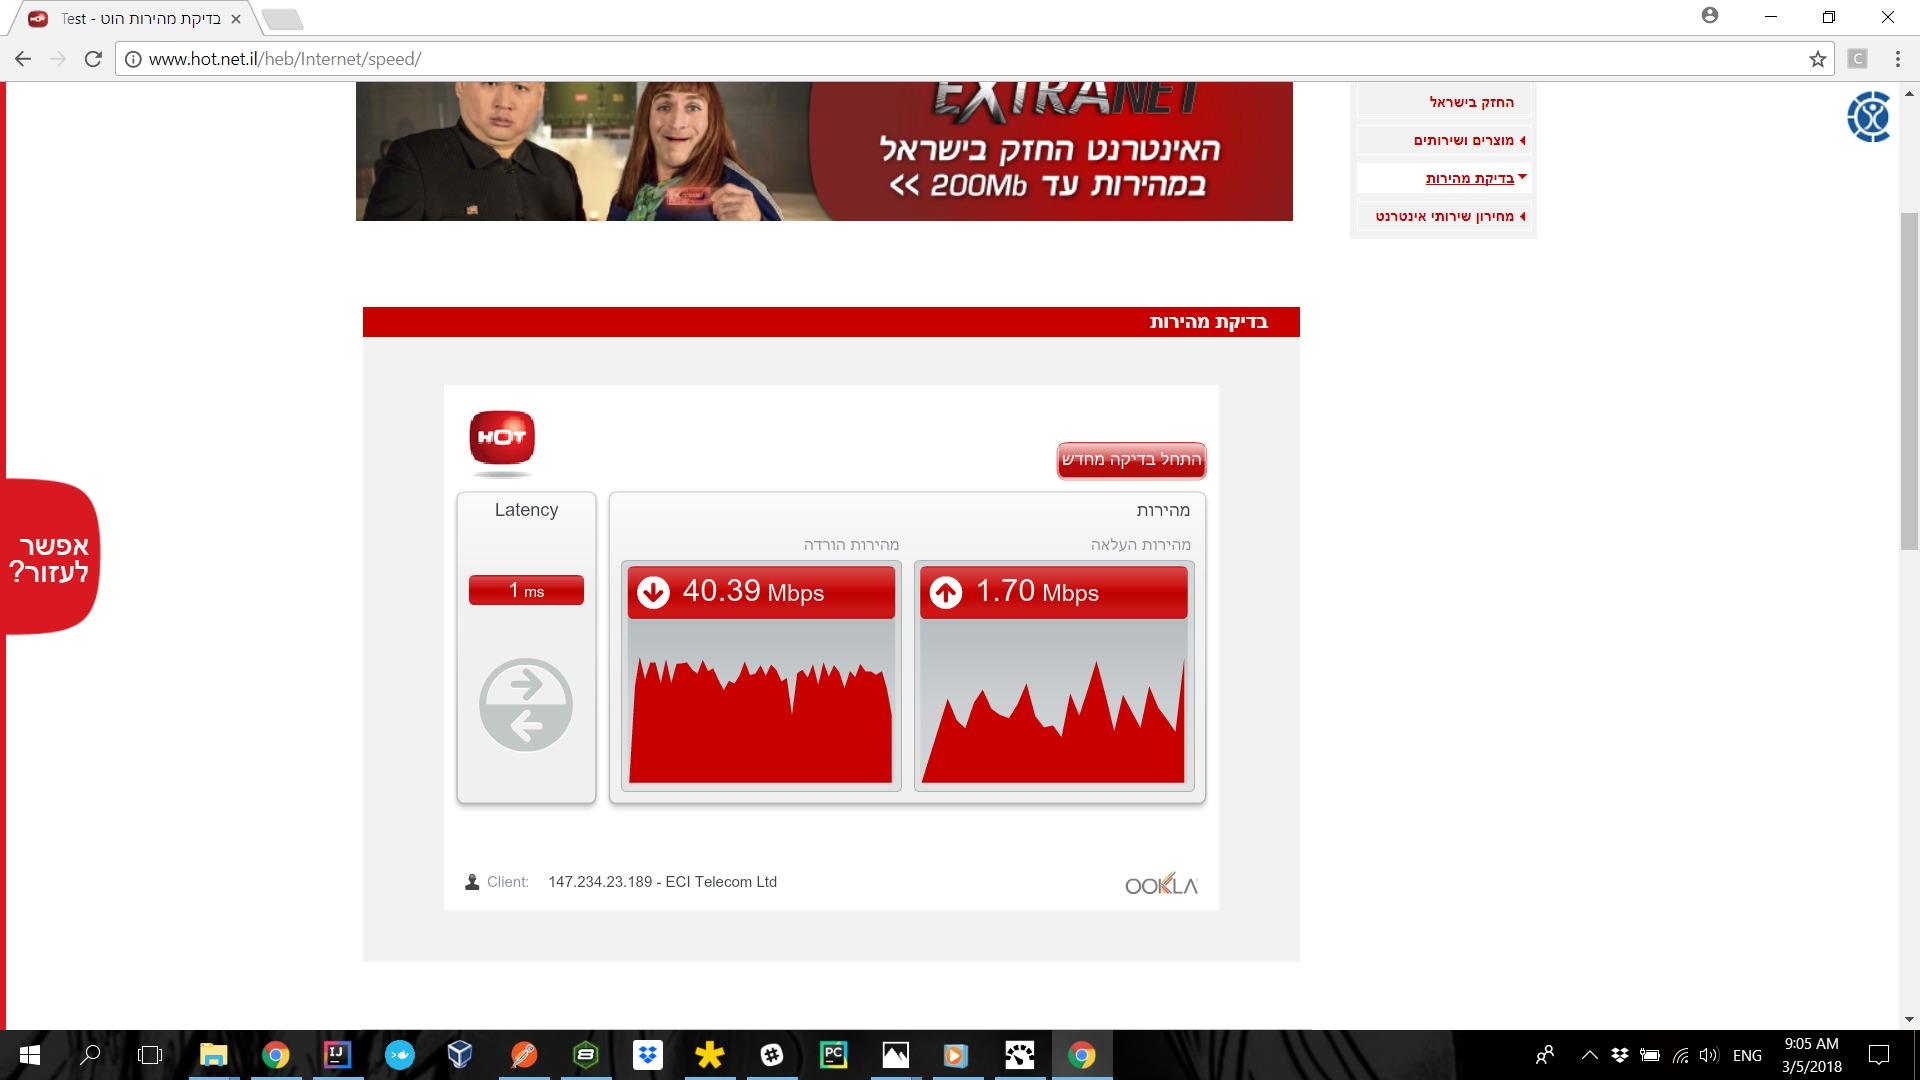 בדיקת מהירות הוט - Test
www.hot.net.il/heb/Internet/speed/
EXTRANET
האינטרנט החזק בישראל
במהירות עד 200Mb >>
החזק בישראל
מוצרים ושירותים
בדיקת מהירות
מחירון שירותי אינטרנט
בדיקת מהירות
HOT
התחל בדיקה מחדש
Latency
מהירות
מהירות הורדה
מהירות העלאה
1 ms
40.39 Mbps
1.70 Mbps
אפשר
לעזור?
Client: 147.234.23.189 - ECI Telecom Ltd
OOKLA
IJ
PC
ENG
9:05 AM
3/5/2018